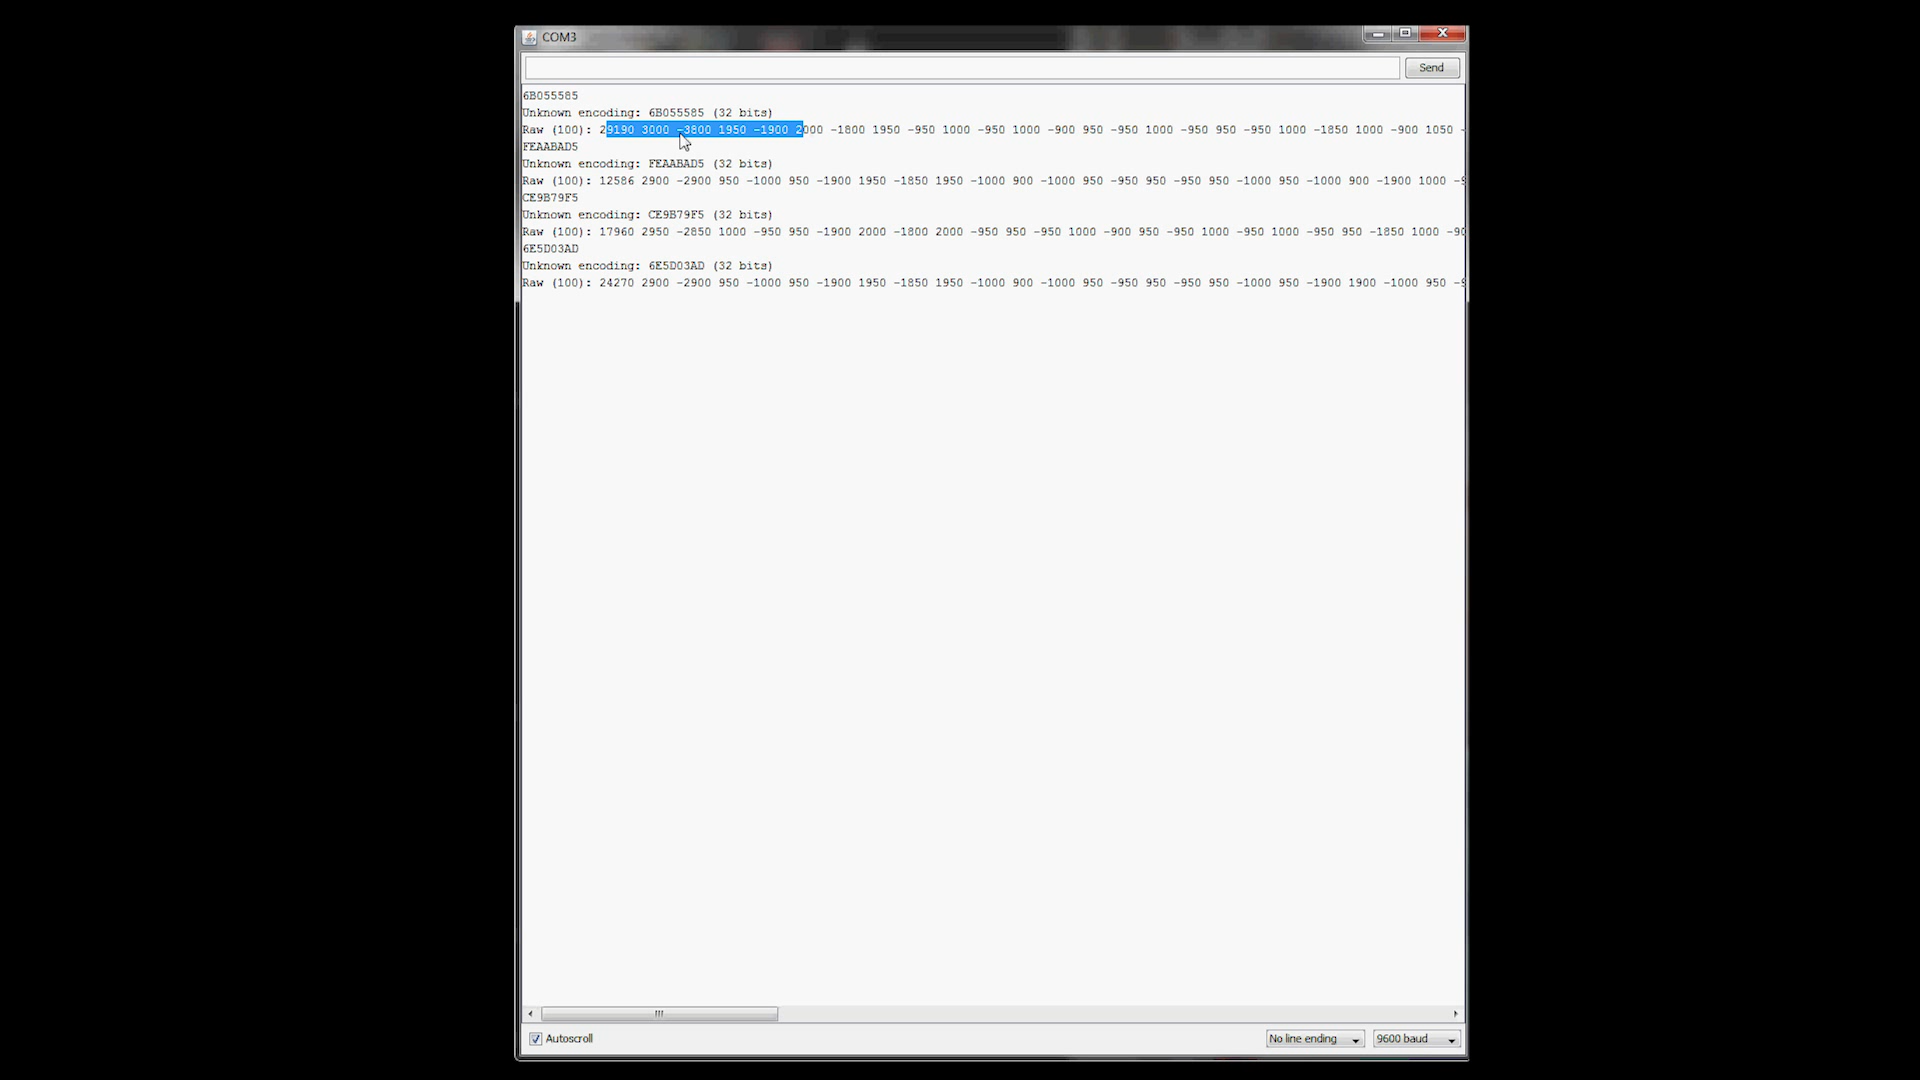 COM3
Send
6B055585
Unknown encoding: 6B055585 (32 bits)
Raw (100): 29190 3000 -3800 1950 -1900 2000 -1800 1950 -950 1000 -950 1000 -900 950 -950 1000 -950 950 -950 1000 -1850 1000 -900 1050 -
FEAABAD5
Unknown encoding: FEAABAD5 (32 bits)
Raw (100): 12586 2900 -2900 950 -1000 950 -1900 1950 -1850 1950 -1000 900 -1000 950 -950 950 -950 950 -1000 900 -1900 1000 -9
CE9B79F5
Unknown encoding: CE9B79F5 (32 bits)
Raw (100): 17960 2950 -2850 1000 -950 950 -1900 2000 -1800 2000 -950 950 -950 1000 -900 950 -950 1000 -950 1000 -950 950 -1850 1000 -90
6E5D03AD
Unknown encoding: 6E5D03AD (32 bits)
Raw (100): 24270 2900 -2900 950 -1000 950 -1900 1950 -1850 1950 -1000 900 -1000 950 -950 950 -950 950 -1000 950 -1900 1900 -1000 950 -9
Autoscroll
No line ending
9600 baud